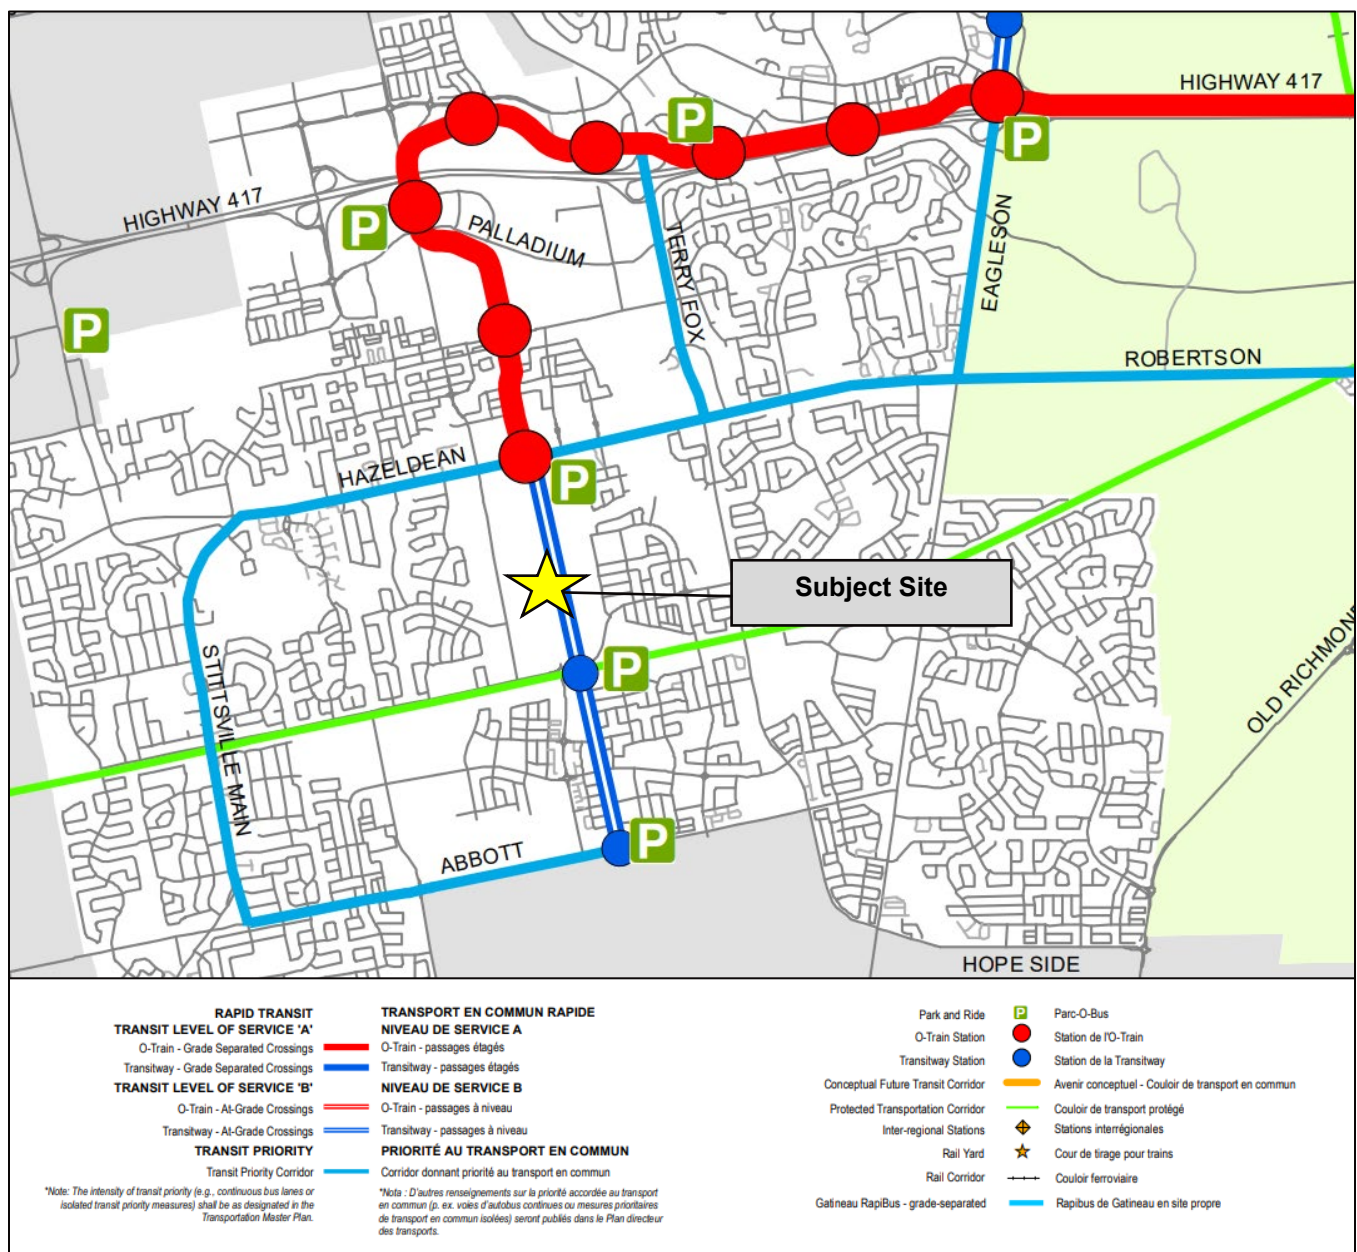 HIGHWAY 417
P
P
HIGHWAY 417
P
PALLADIUM
TERRY FOX
EAGLESON
P
ROBERTSON
HAZELDEAN
P
Subject Site
P
STITTSVILLE MAIN
OLD RICHMOND
P
ABBOTT
HOPE SIDE
RAPID TRANSIT
TRANSIT LEVEL OF SERVICE 'A'
O-Train - Grade Separated Crossings
Transitway - Grade Separated Crossings
TRANSIT LEVEL OF SERVICE 'B'
O-Train - At-Grade Crossings
Transitway - At-Grade Crossings
TRANSIT PRIORITY
Transit Priority Corridor
*Note: The intensity of transit priority (e.g., continuous bus lanes or
isolated transit priority measures) shall be as designated in the
Transportation Master Plan.
TRANSPORT EN COMMUN RAPIDE
NIVEAU DE SERVICE A
O-Train - passages étagés
Transitway - passages étagés
NIVEAU DE SERVICE B
O-Train - passages à niveau
Transitway - passages à niveau
PRIORITÉ AU TRANSPORT EN COMMUN
Corridor donnant priorité au transport en commun
*Nota : D'autres renseignements sur la priorité accordée au transport
en commun (p. ex. voies d'autobus continues ou mesures prioritaires
de transport en commun isolées) seront publiés dans le Plan directeur
des transports.
Park and Ride P Parc-O-Bus
O-Train Station Station de l'O-Train
Transitway Station Station de la Transitway
Conceptual Future Transit Corridor Avenir conceptuel - Couloir de transport en commun
Protected Transportation Corridor Couloir de transport protégé
Inter-regional Stations Stations interrégionales
Rail Yard Cour de tirage pour trains
Rail Corridor Couloir ferroviaire
Gatineau RapiBus - grade-separated Rapibus de Gatineau en site propre